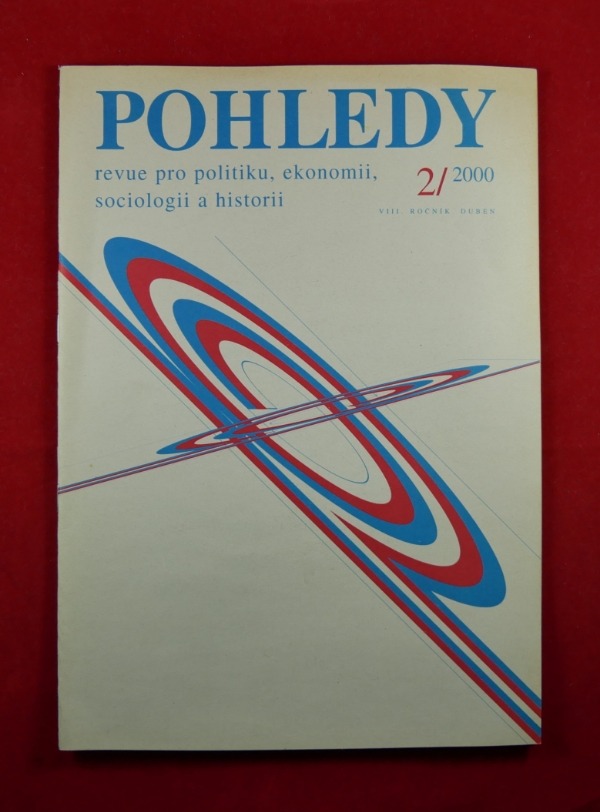 POHLEDY
revue pro politiku, ekonomii,
sociologii a historii
2/2000
VIII. ROČNÍK DUBEN